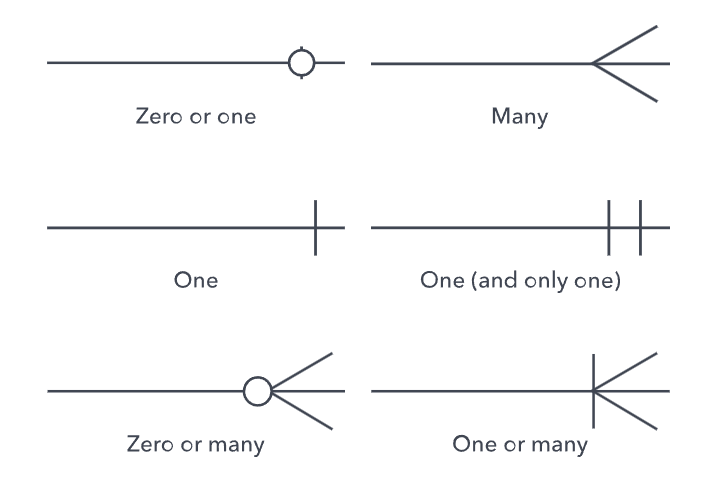 Zero or one
Many
One
One (and only one)
Zero or many
One or many